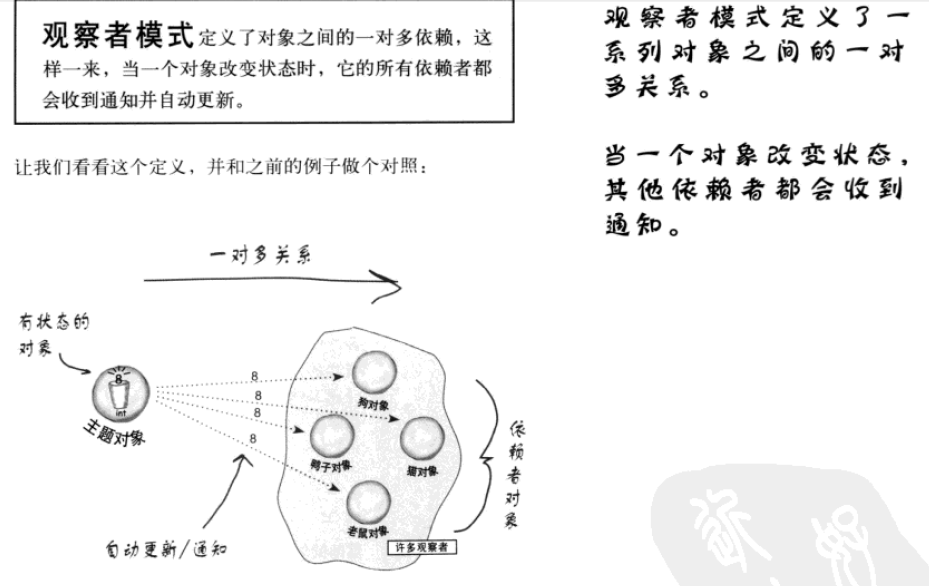 观察者模式定义了对象之间的一对多依赖，这
样一来，当一个对象改变状态时，它的所有依赖者都
会收到通知并自动更新。
观察者模式定义了一
系列对象之间的一对
多关系。
当一个对象改变状态，
其他依赖者都会收到
通知。
让我们看看这个定义，并和之前的例子做个对照：
一对多关系
有状态的
对象
8
int
主题对象
8
8
8
8
狗对象
鸭子对象
猫对象
老鼠对象
许多观察者
依赖者对象
自动更新/通知